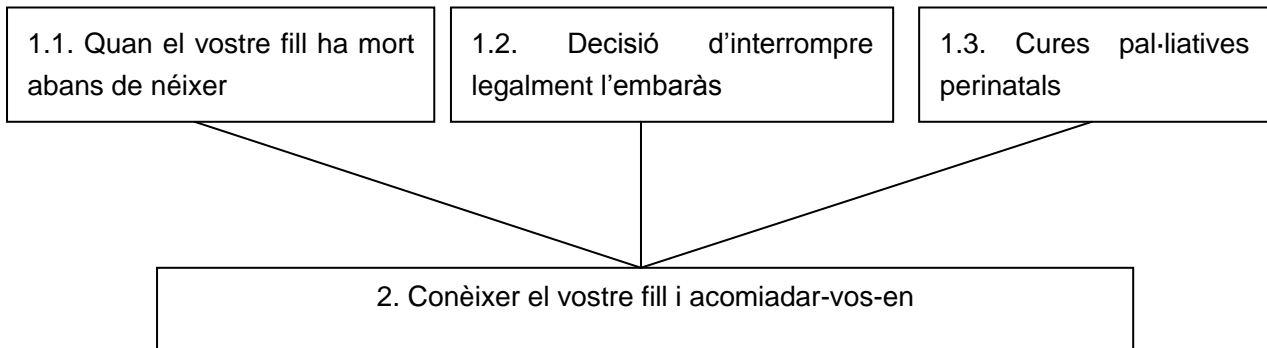 1.1. Quan el vostre fill ha mort
abans de néixer
1.2. Decisió d’interrompre
legalment l’embaràs
1.3. Cures pal·liatives
perinatals
2. Conèixer el vostre fill i acomiadar-vos-en